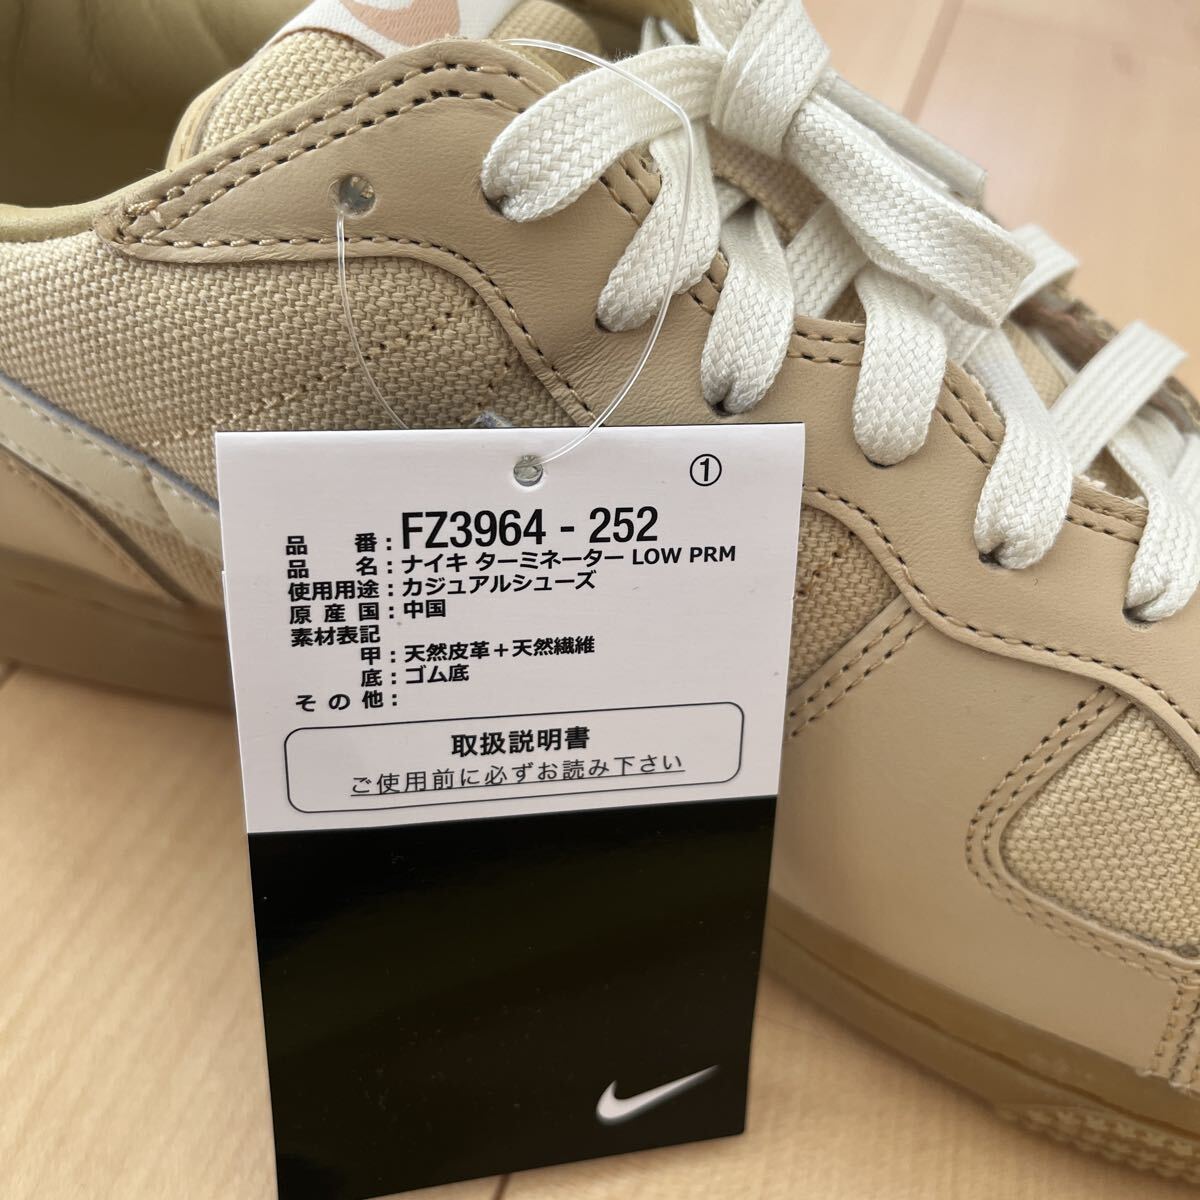 ①
品 番 : FZ3964 - 252
品 名 : ナイキ ターミネーター LOW PRM
使用用途 : カジュアルシューズ
原 産 国 : 中国
素材表記
甲 : 天然皮革＋天然繊維
底 : ゴム底
そ の 他 :
取扱説明書
ご使用前に必ずお読み下さい